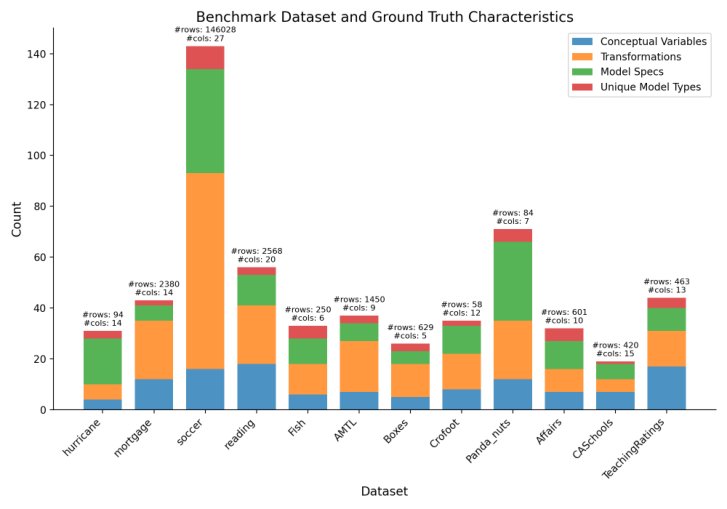 Benchmark Dataset and Ground Truth Characteristics
#rows: 146028
#cols: 27
Conceptual Variables
Transformations
Model Specs
Unique Model Types
#rows: 94
#cols: 14
#rows: 2380
#cols: 14
#rows: 2568
#cols: 20
#rows: 250
#cols: 6
#rows: 1450
#cols: 9
#rows: 629
#cols: 5
#rows: 58
#cols: 12
#rows: 84
#cols: 7
#rows: 601
#cols: 10
#rows: 420
#cols: 15
#rows: 463
#cols: 13
Count
140
120
100
80
60
40
20
0
hurricane
mortgage
soccer
reading
Fish
AMTL
Boxes
Crofoot
Panda_nuts
Affairs
CASchools
TeachingRatings
Dataset